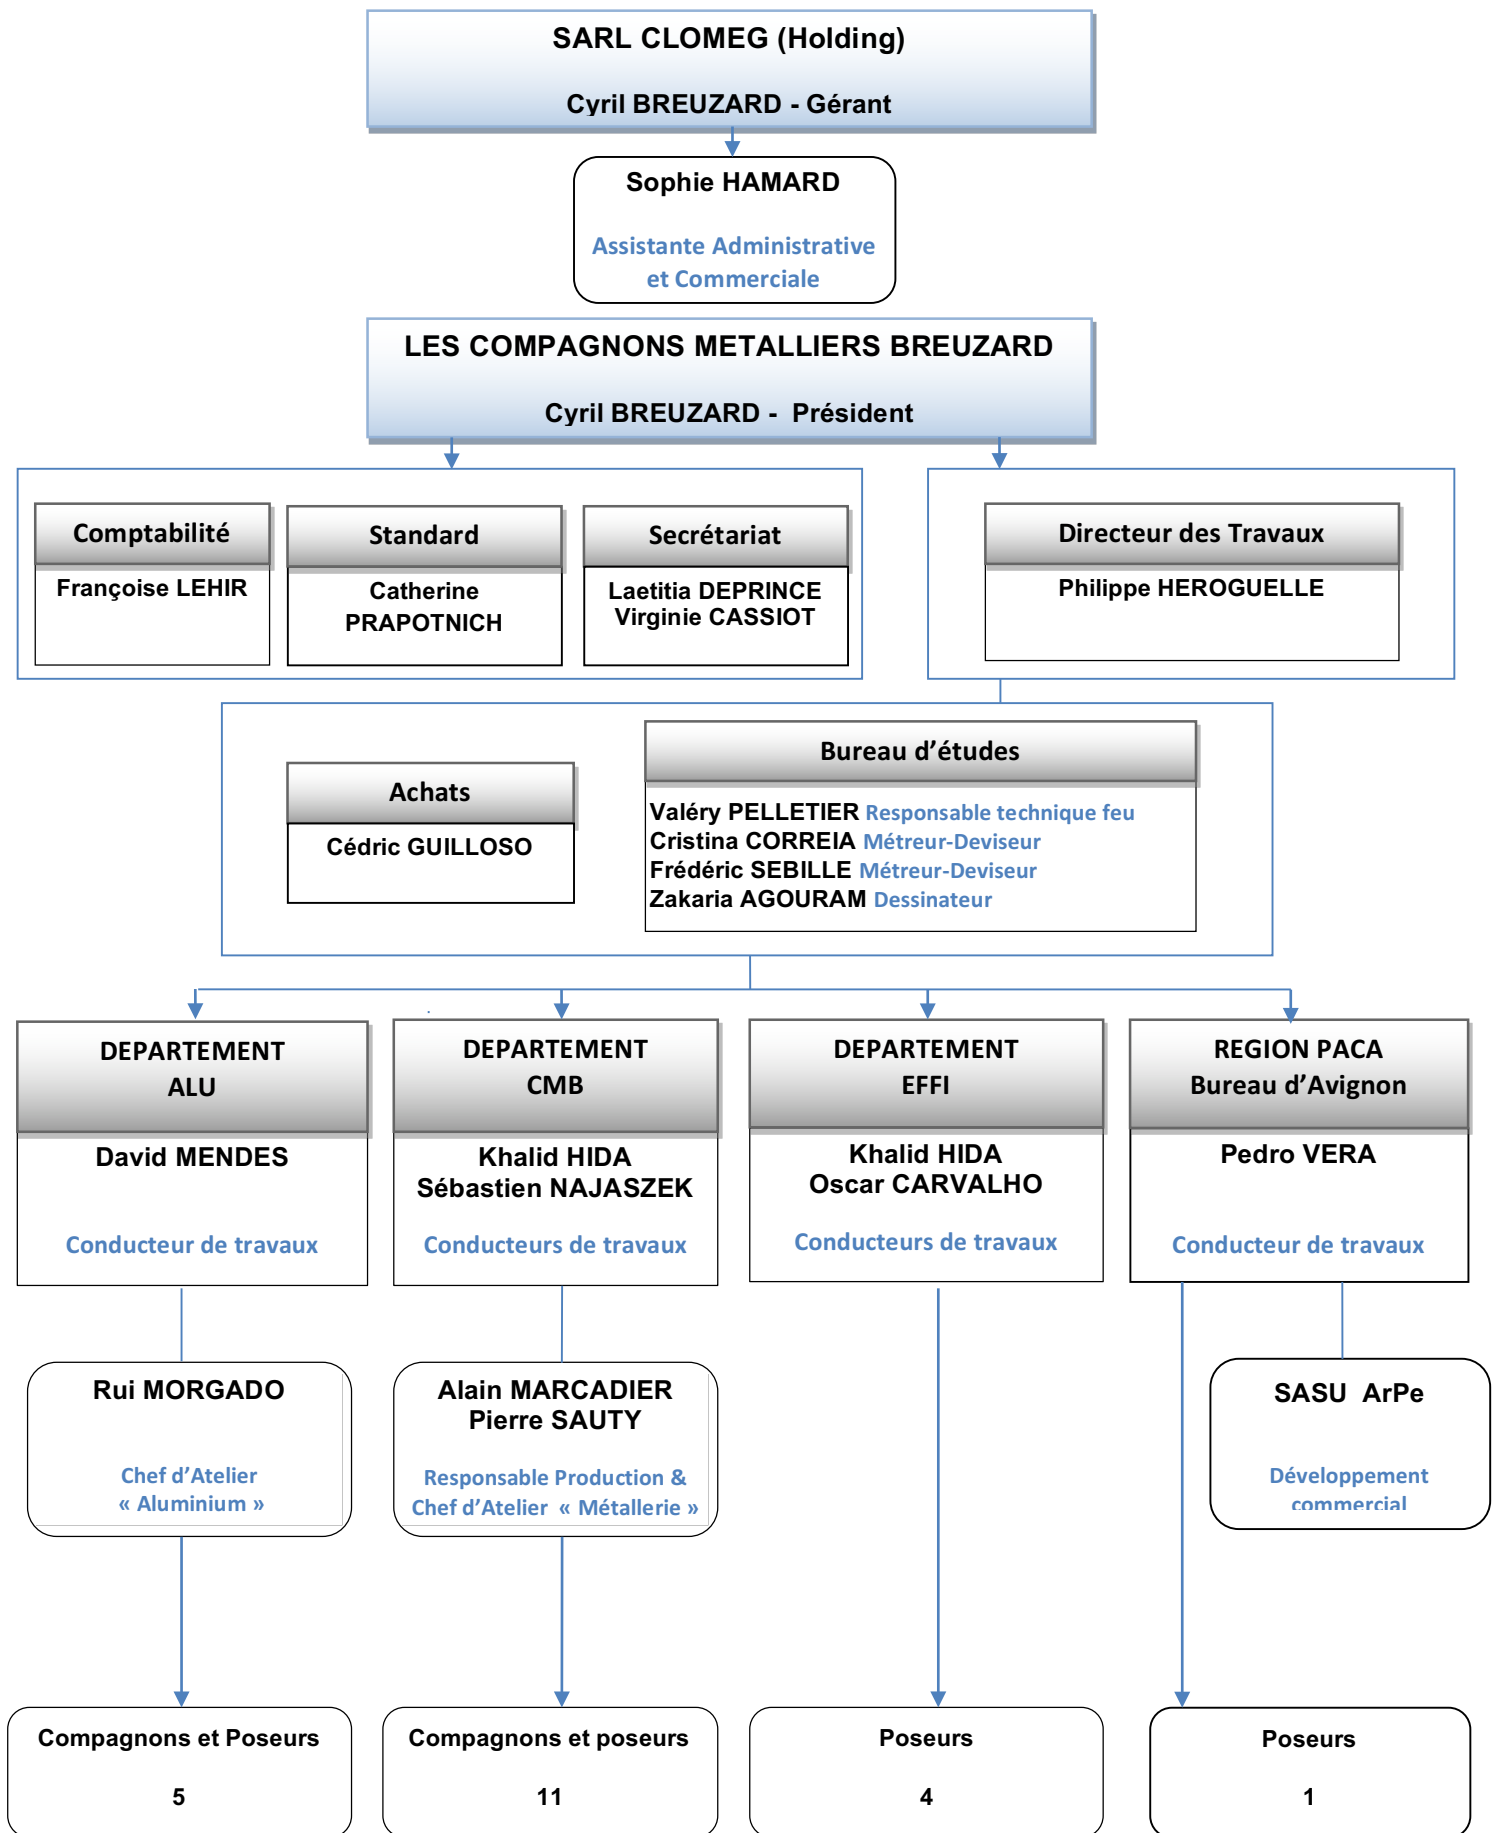 SARL CLOMEG (Holding)
Cyril BREUZARD - Gérant
Sophie HAMARD
Assistante Administrative
et Commerciale
LES COMPAGNONS METALLIERS BREUZARD
Cyril BREUZARD - Président
Comptabilité
Françoise LEHIR
Standard
Catherine
PRAPOTNICH
Secrétariat
Laetitia DEPRINCE
Virginie CASSIOT
Directeur des Travaux
Philippe HEROGUELLE
Achats
Cédric GUILLOSO
Bureau d’études
Valéry PELLETIER Responsable technique feu
Cristina CORREIA Métreur-Deviseur
Frédéric SEBILLE Métreur-Deviseur
Zakaria AGOURAM Dessinateur
DEPARTEMENT
ALU
David MENDES
Conducteur de travaux
DEPARTEMENT
CMB
Khalid HIDA
Sébastien NAJASZEK
Conducteurs de travaux
DEPARTEMENT
EFFI
Khalid HIDA
Oscar CARVALHO
Conducteurs de travaux
REGION PACA
Bureau d’Avignon
Pedro VERA
Conducteur de travaux
Rui MORGADO
Chef d’Atelier
« Aluminium »
Alain MARCADIER
Pierre SAUTY
Responsable Production &
Chef d’Atelier « Métallerie »
SASU ArPe
Développement
commercial
Compagnons et Poseurs
5
Compagnons et poseurs
11
Poseurs
4
Poseurs
1